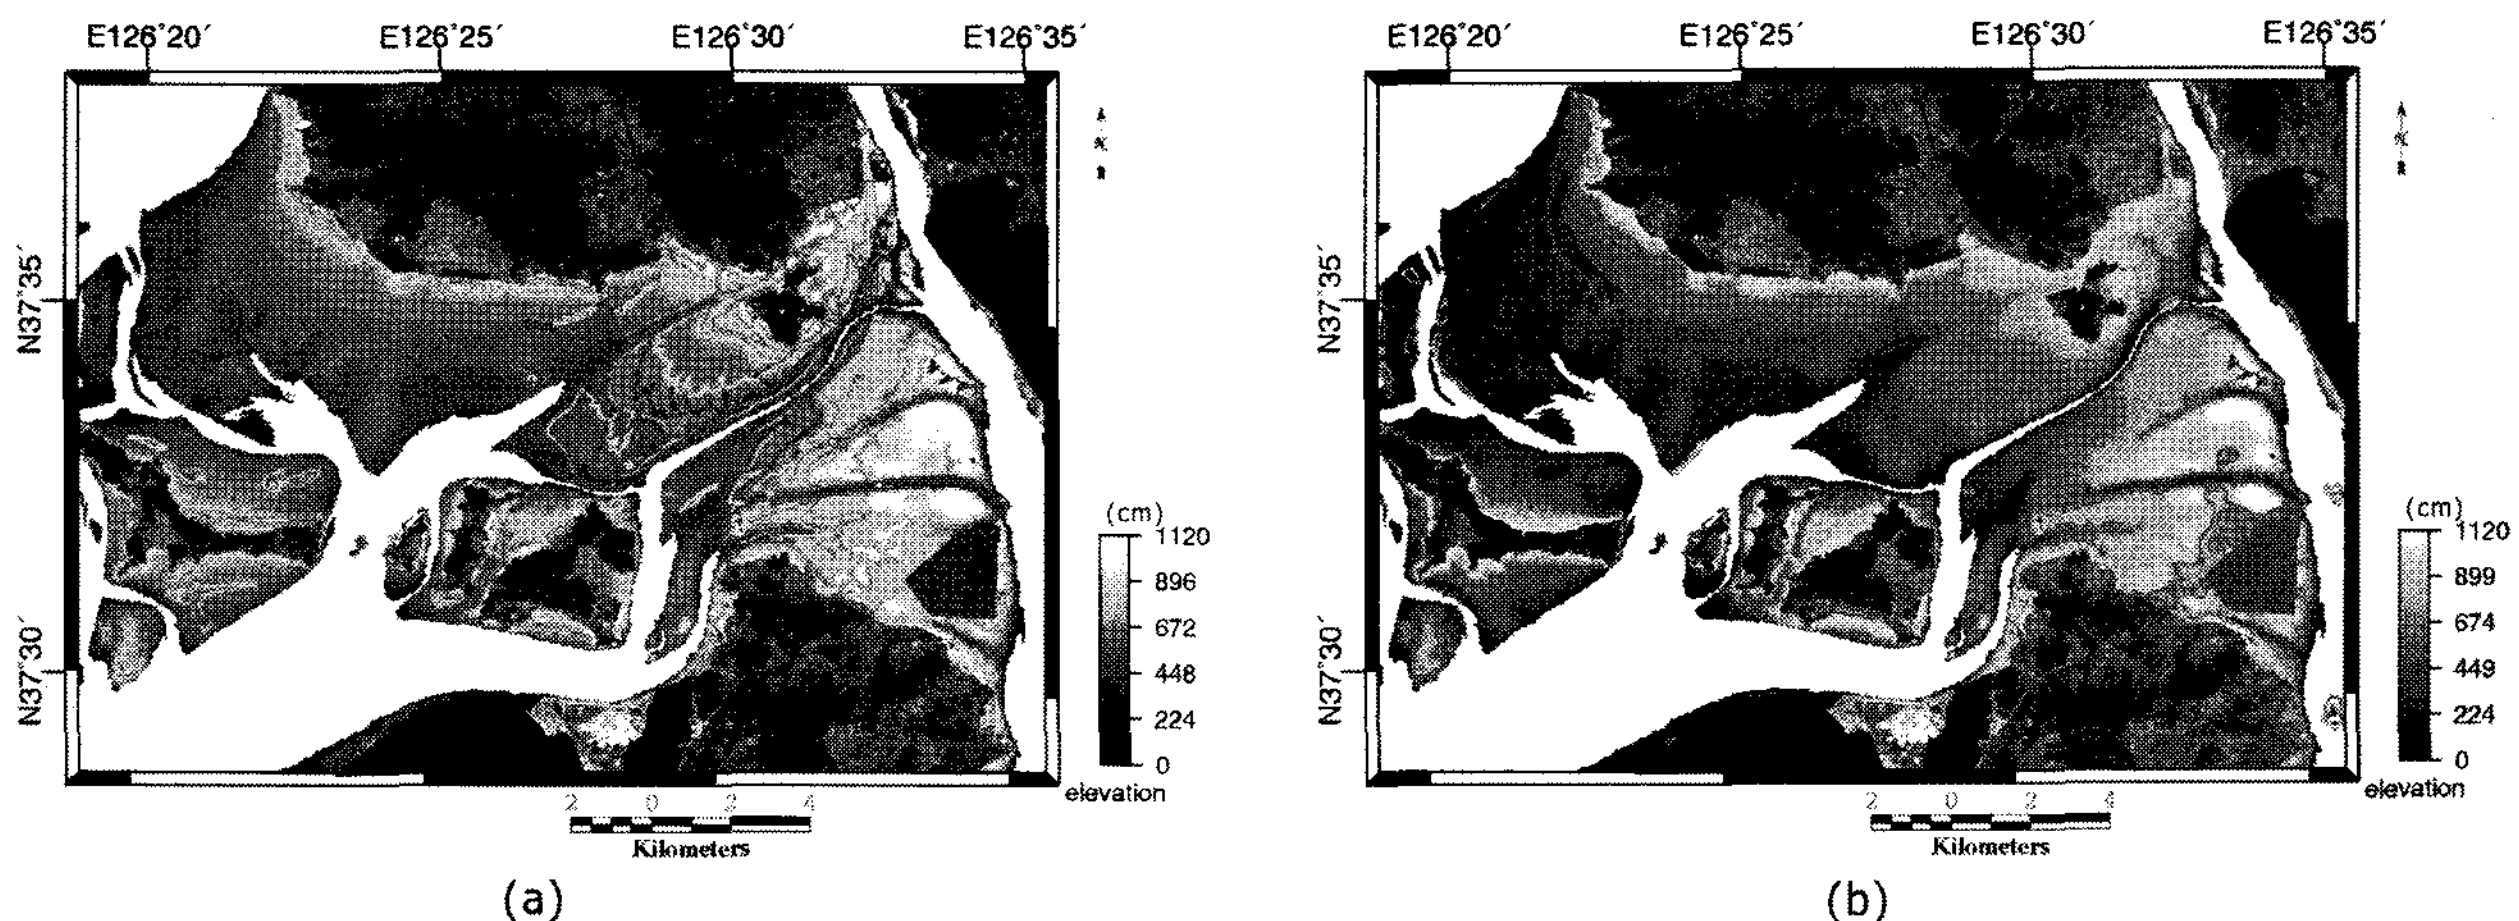 E126°20′ E126°25′ E126°30′ E126°35′
N37°35′
N37°30′
(cm)
1120
896
672
448
224
0
elevation
2 0 2 4
Kilometers
(a)
E126°20′ E126°25′ E126°30′ E126°35′
N37°35′
N37°30′
(cm)
1120
899
674
449
224
0
elevation
2 0 2 4
Kilometers
(b)